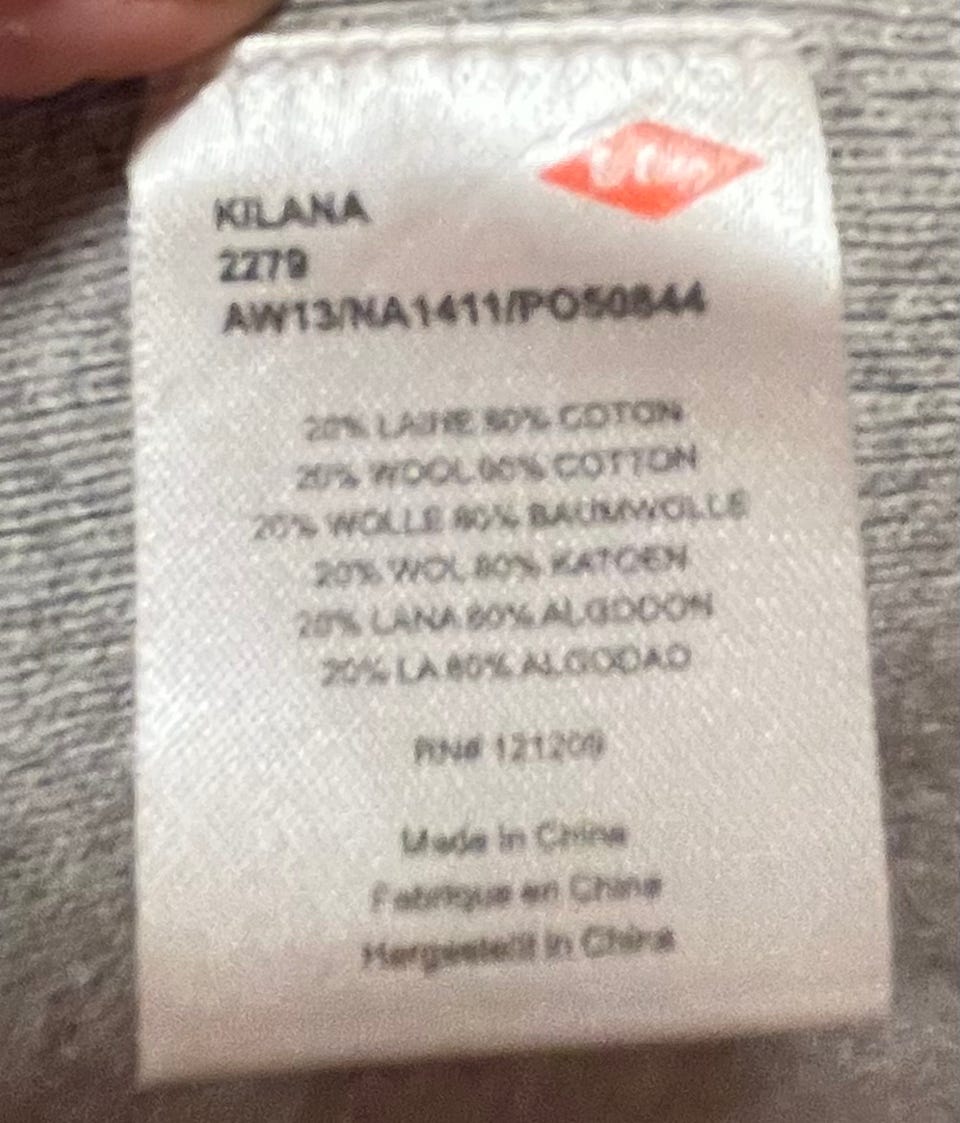 KILANA
2279
AW13/NA1411/PO50844
20% LAINE 80% COTON
20% WOOL 80% COTTON
20% WOLLE 80% BAUMWOLLE
20% WOL 80% KATOEN
20% LANA 80% ALGODON
20% LA 80% ALGODAO
RN# 121209
Made in China
Fabrique en China
Hergestellt in China